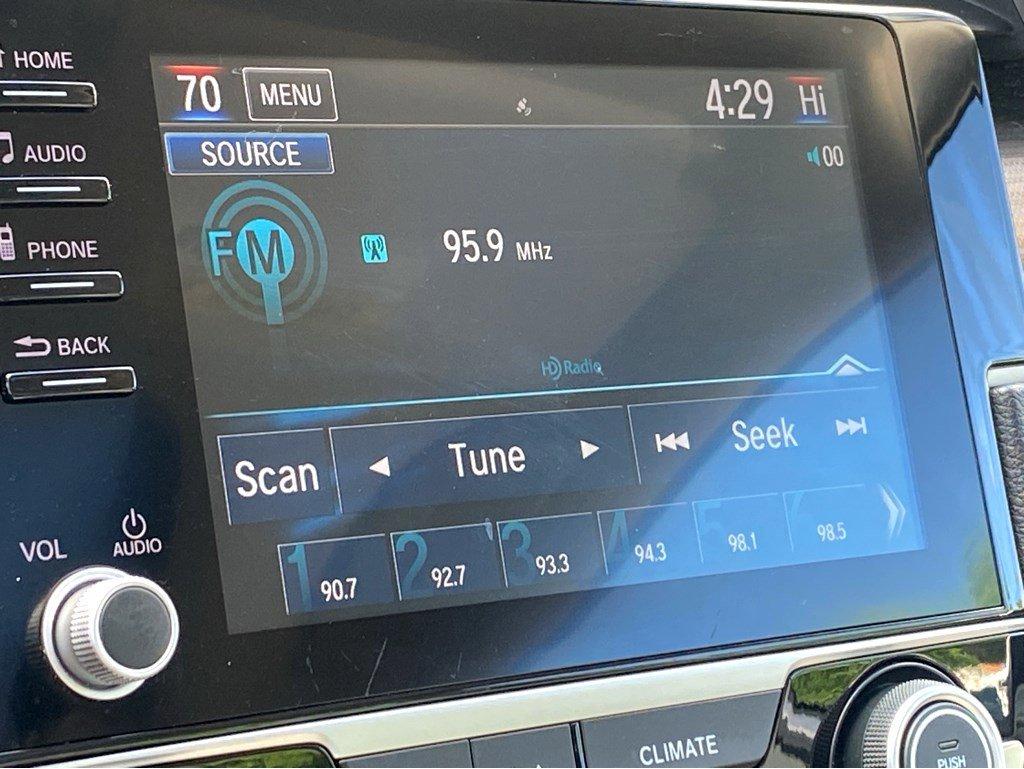 HOME
AUDIO
PHONE
BACK
VOL
AUDIO
70 MENU 4:29 Hi
SOURCE 00
FM 95.9 MHz
HD Radio
Scan Tune Seek
1 90.7 2 92.7 3 93.3 4 94.3 5 98.1 6 98.5
CLIMATE
PUSH